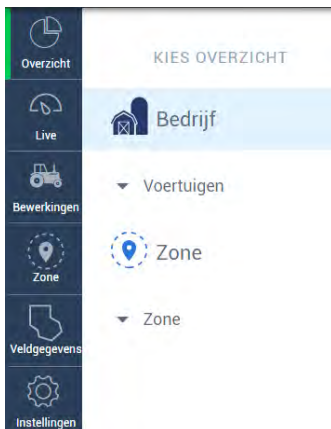 Overzicht
Live
Bewerkingen
Zone
Veldgegevens
Instellingen
KIES OVERZICHT
Bedrijf
Voertuigen
Zone
Zone